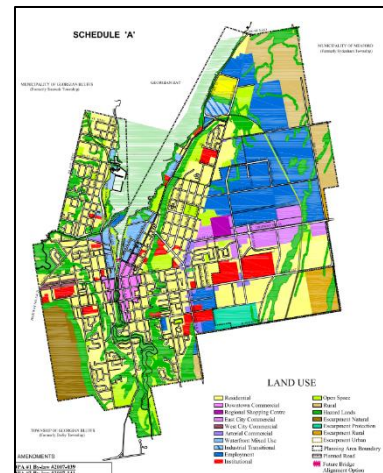 SCHEDULE 'A'
MUNICIPALITY OF MEAFORD
(Formerly Sydenham Township)
MUNICIPALITY OF GEORGIAN BLUFFS
(Formerly Sarawak Township)
GEORGIAN BAY
TOWNSHIP OF GEORGIAN BLUFFS
(Formerly Derby Township)
LAND USE
Residential
Downtown Commercial
Regional Shopping Centre
East City Commercial
West City Commercial
Arterial Commercial
Waterfront Mixed Use
Industrial Transitional
Employment
Institutional
Open Space
Rural
Hazard Lands
Escarpment Natural
Escarpment Protection
Escarpment Rural
Escarpment Urban
Planning Area Boundary
Planned Road
Future Bridge
Alignment Option
AMENDMENTS